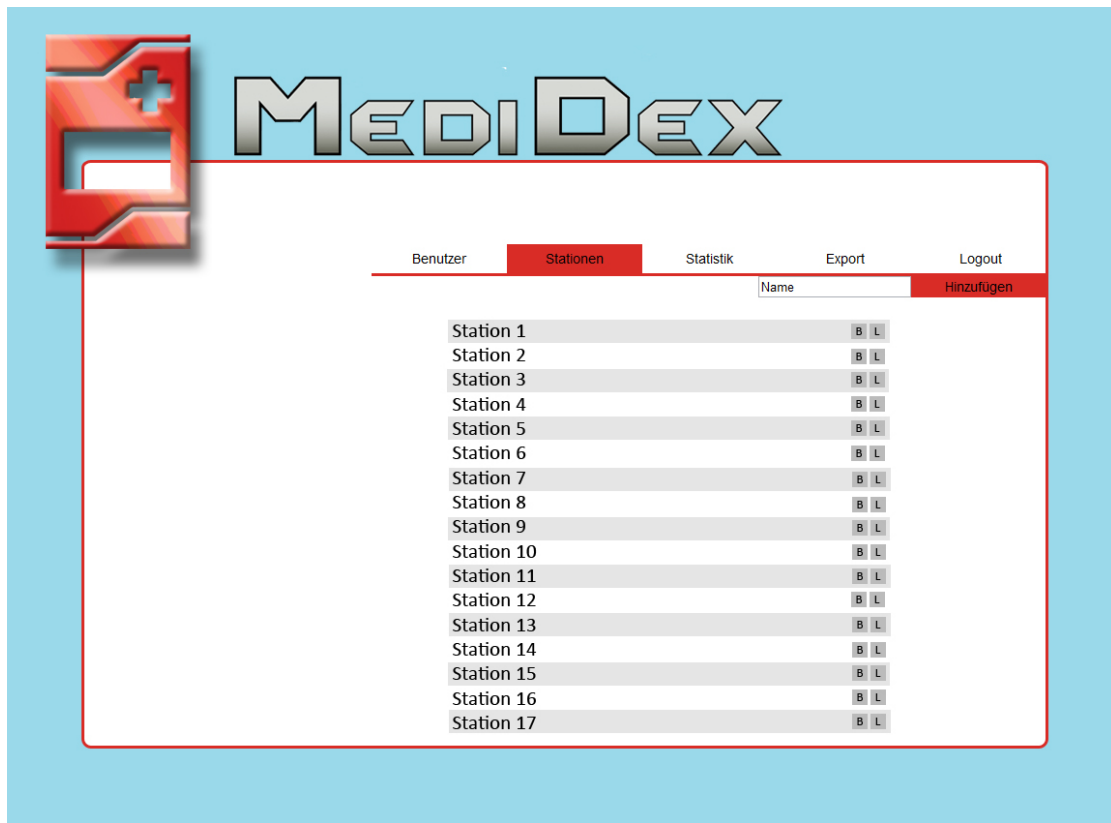 MEDIDEX
Benutzer Stationen Statistik Export Logout
Name Hinzufügen
Station 1 B L
Station 2 B L
Station 3 B L
Station 4 B L
Station 5 B L
Station 6 B L
Station 7 B L
Station 8 B L
Station 9 B L
Station 10 B L
Station 11 B L
Station 12 B L
Station 13 B L
Station 14 B L
Station 15 B L
Station 16 B L
Station 17 B L